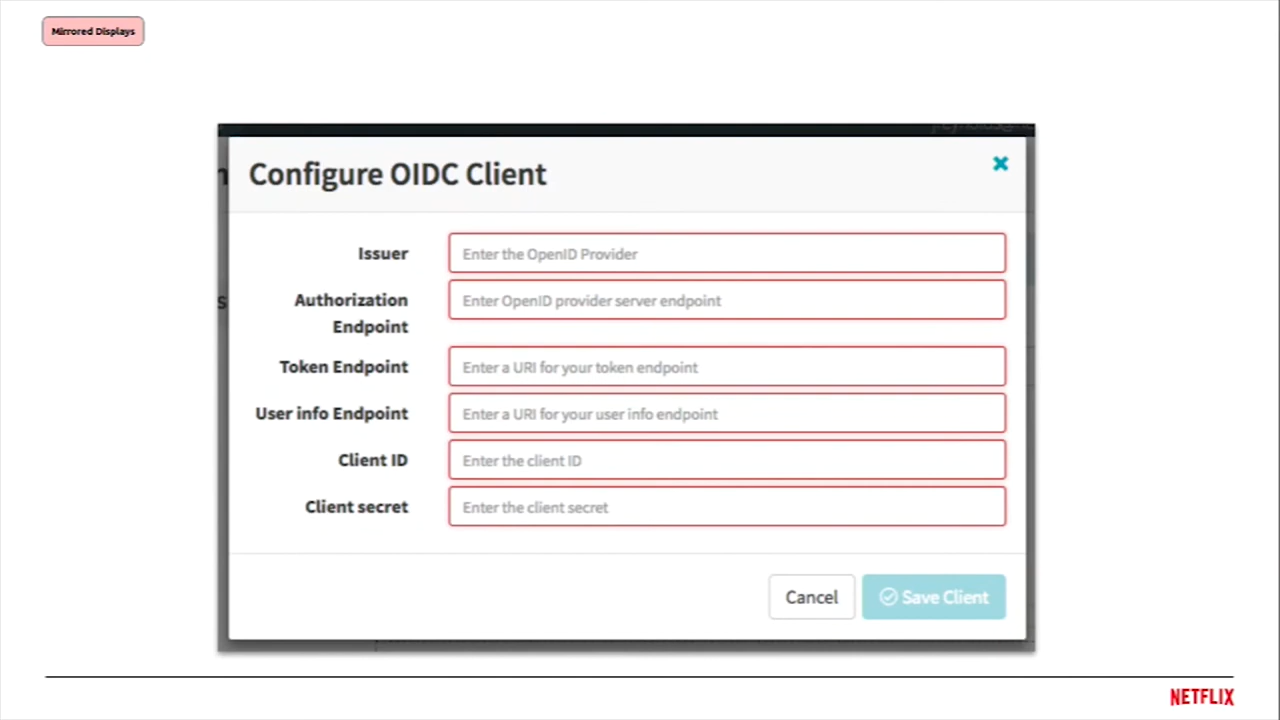 Mirrored Displays
Configure OIDC Client
Issuer
Enter the OpenID Provider
Authorization
Endpoint
Enter OpenID provider server endpoint
Token Endpoint
Enter a URI for your token endpoint
User info Endpoint
Enter a URI for your user info endpoint
Client ID
Enter the client ID
Client secret
Enter the client secret
Cancel
Save Client
NETFLIX